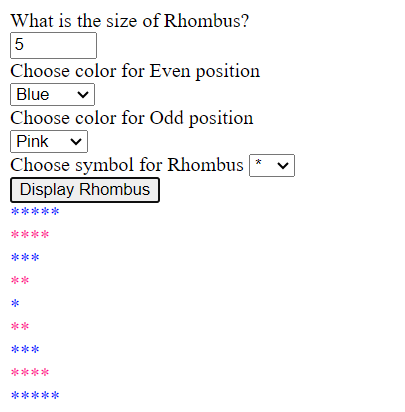 What is the size of Rhombus?
5
Choose color for Even position
Blue
Choose color for Odd position
Pink
Choose symbol for Rhombus *
Display Rhombus
*****
****
***
**
*
**
***
****
*****